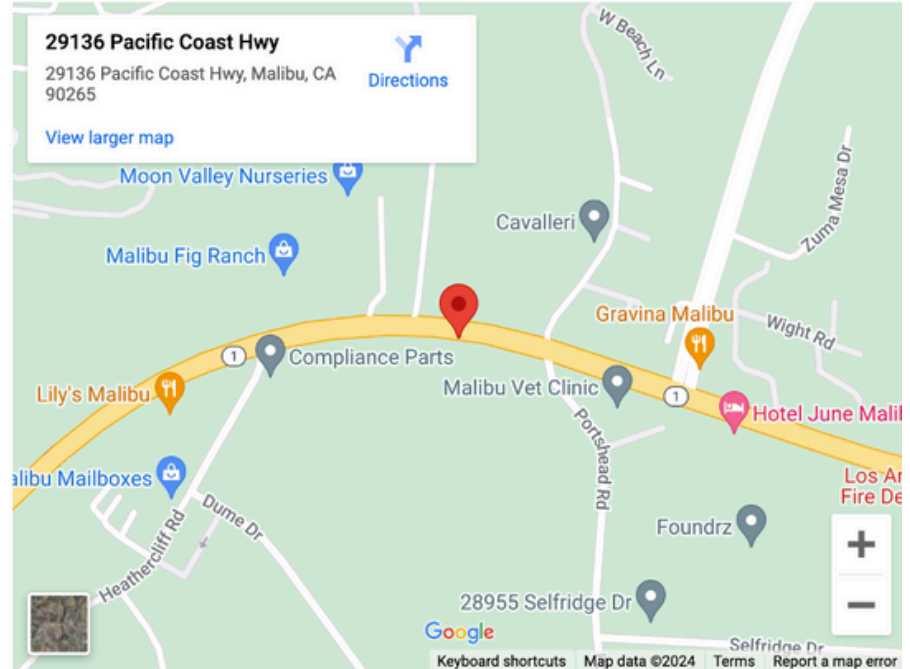 29136 Pacific Coast Hwy
29136 Pacific Coast Hwy, Malibu, CA
90265
Directions
View larger map
W Beach Ln
Moon Valley Nurseries
Cavalleri
Zuma Mesa Dr
Malibu Fig Ranch
Gravina Malibu
Wight Rd
1
Compliance Parts
Malibu Vet Clinic
1
Lily's Malibu
Hotel June Malib
Portshead Rd
alibu Mailboxes
Los An
Fire De
Dume Dr
Heathercliff Rd
Foundrz
+
−
28955 Selfridge Dr
Google
Selfridge Dr
Keyboard shortcuts
Map data ©2024
Terms
Report a map error